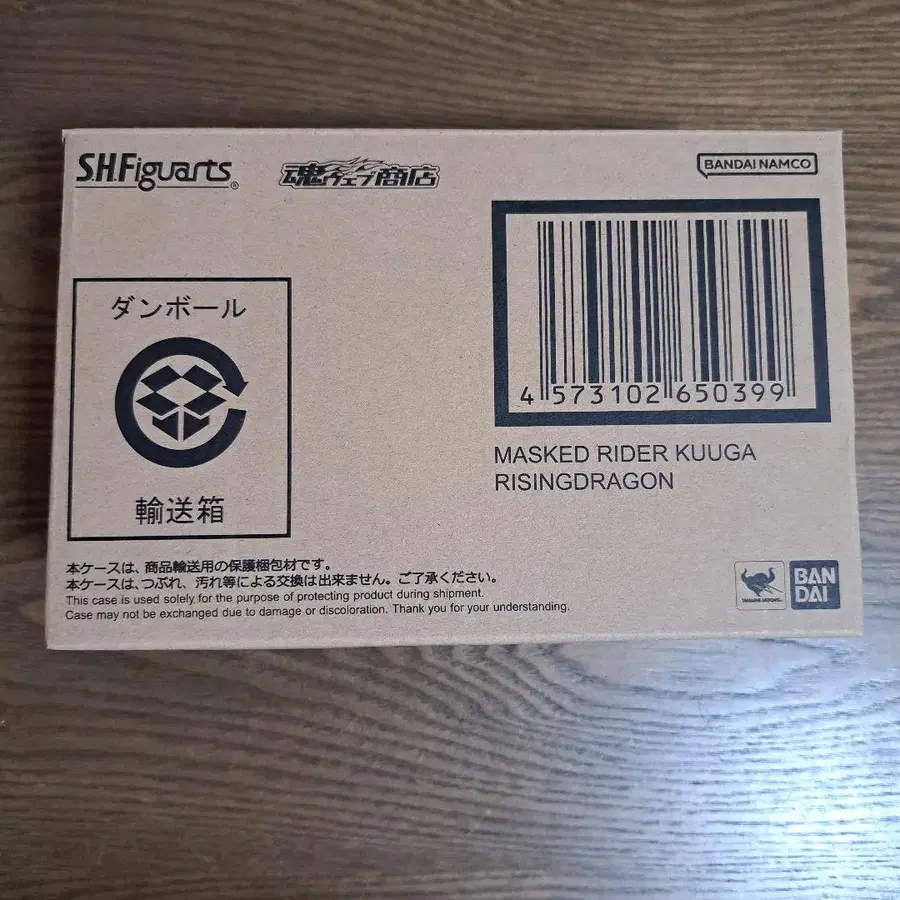 S.H.Figuarts®
魂ウェブ商店
BANDAI NAMCO
ダンボール
輸送箱
4 573102 650399
MASKED RIDER KUUGA
RISINGDRAGON
本ケースは、商品輸送用の保護梱包材です。
本ケースは、つぶれ、汚れ等による交換は出来ません。ご了承ください。
This case is used solely for the purpose of protecting product during shipment.
Case may not be exchanged due to damage or discoloration. Thank you for your understanding.
BAN
DAI